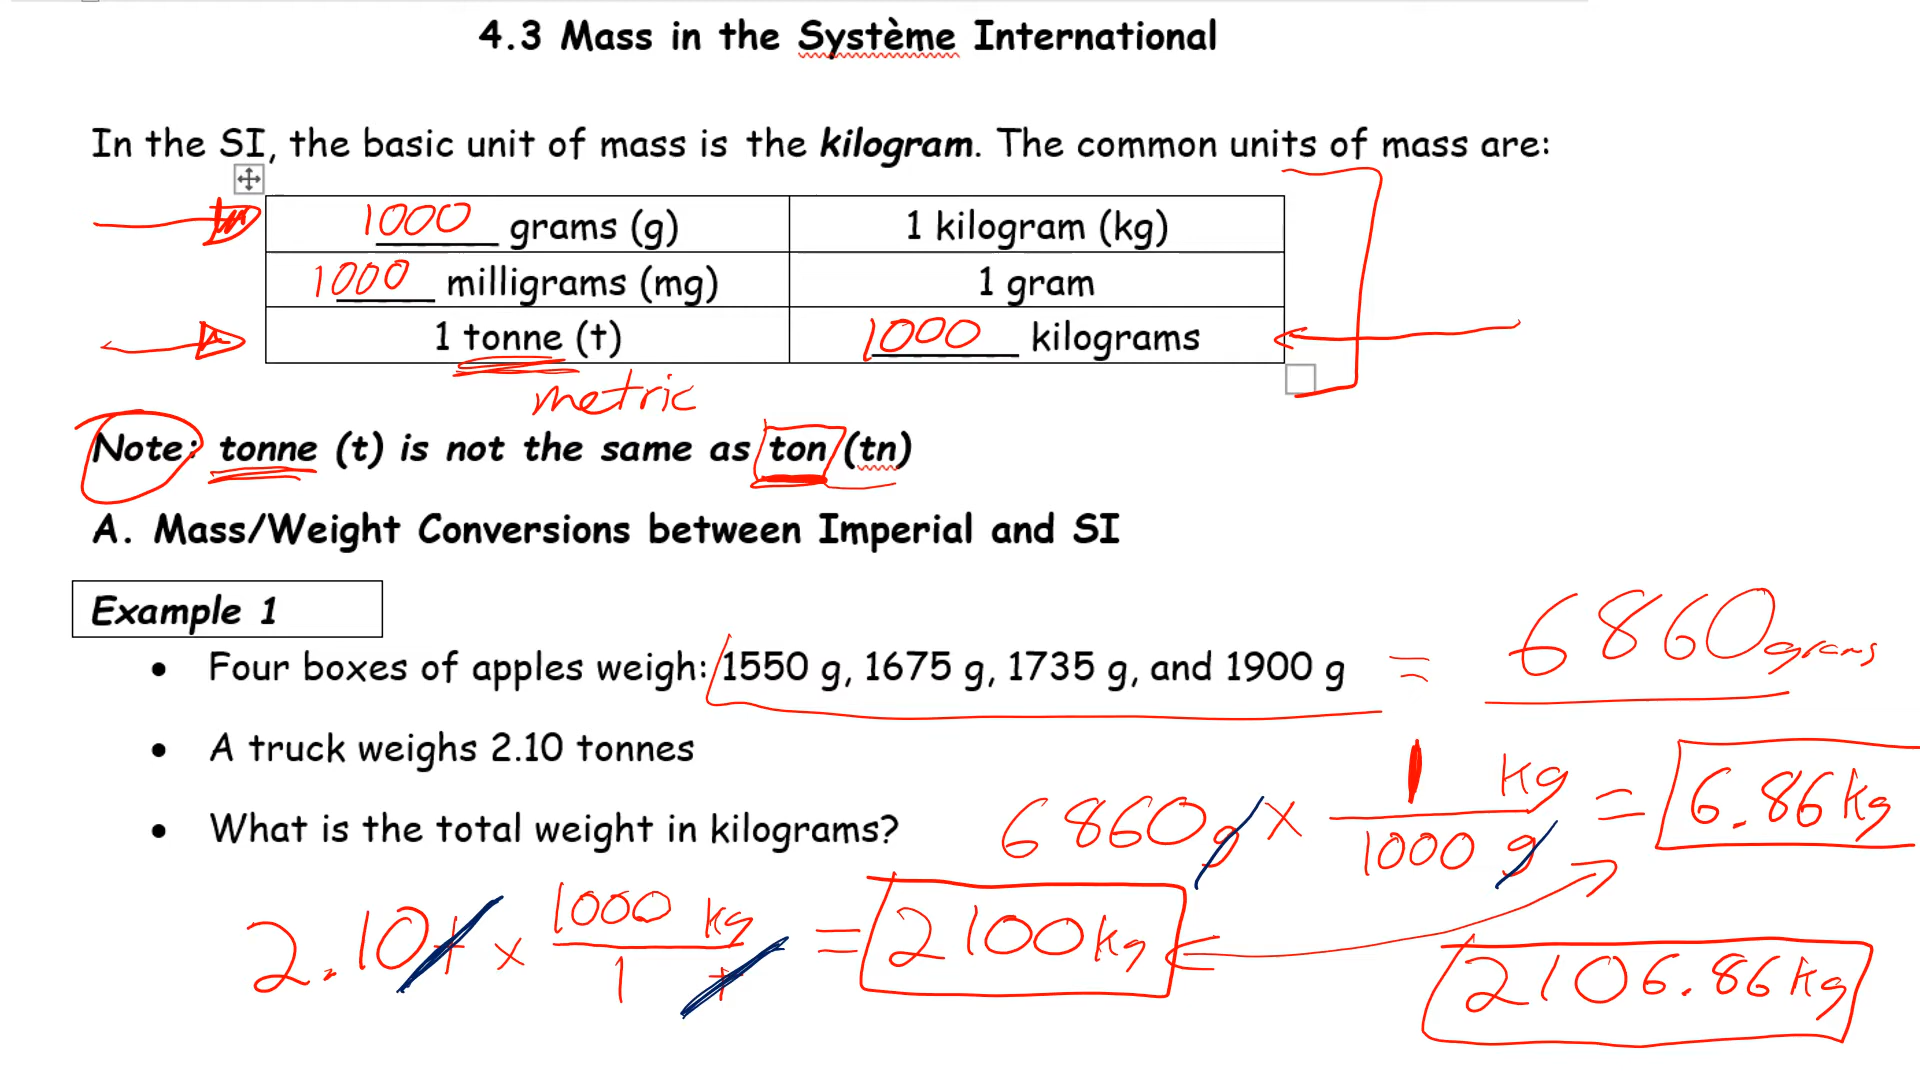 4.3 Mass in the Système International
In the SI, the basic unit of mass is the kilogram. The common units of mass are:
1000 grams (g) 1 kilogram (kg)
1000 milligrams (mg) 1 gram
1 tonne (t) 1000 kilograms
metric
Note: tonne (t) is not the same as ton (tn)
A. Mass/Weight Conversions between Imperial and SI
Example 1
• Four boxes of apples weigh: 1550 g, 1675 g, 1735 g, and 1900 g = 6860 grams
• A truck weighs 2.10 tonnes
• What is the total weight in kilograms?
6860 g × 1 kg / 1000 g = 6.86 kg
2.10 t × 1000 kg / 1 t = 2100 kg
2106.86 kg